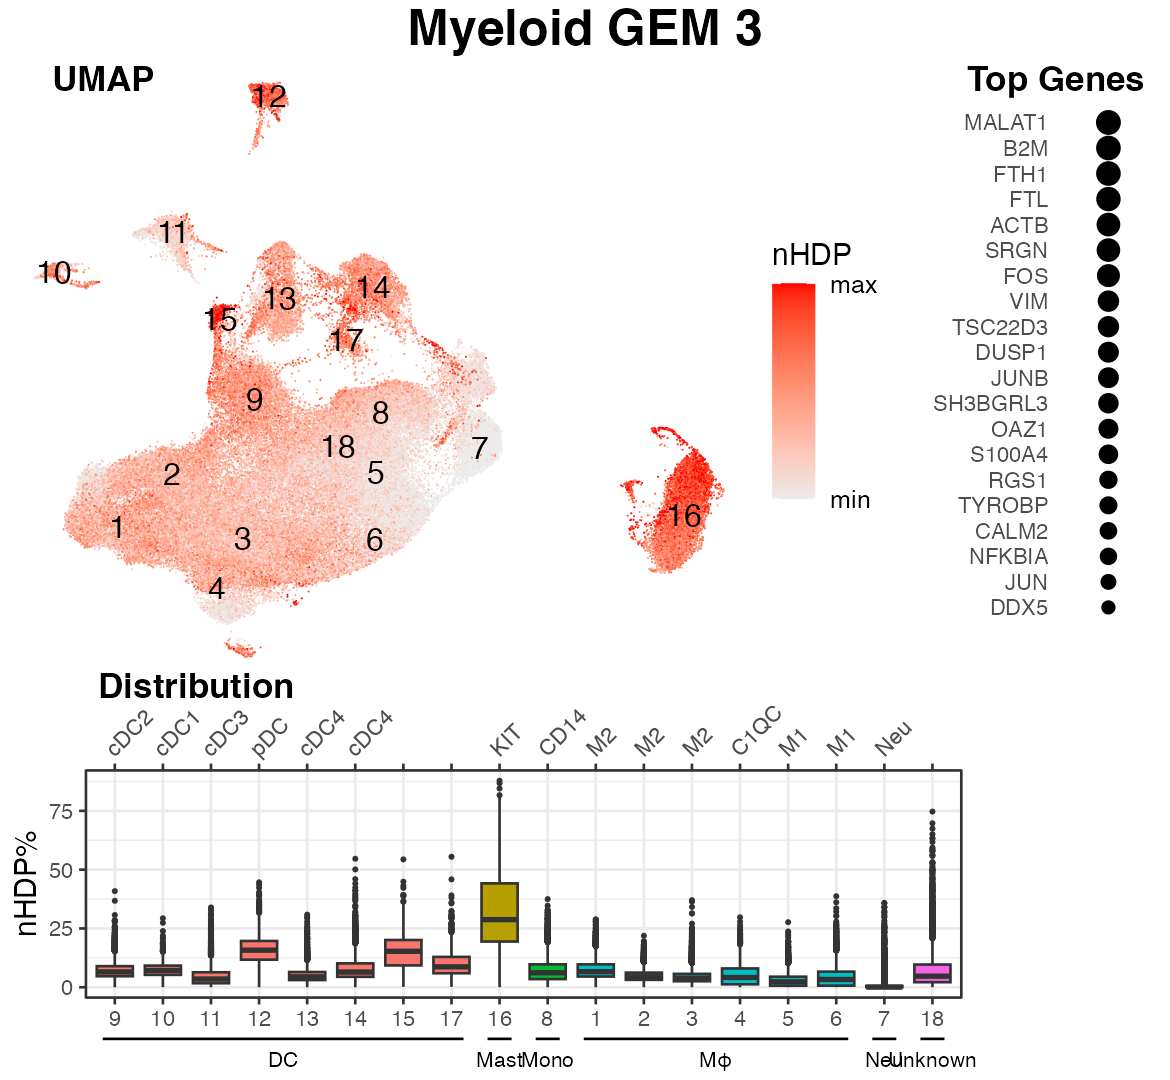 Myeloid GEM 3
UMAP
12
11
10
13
14
15
17
9
8
18
7
2
5
1
3
6
4
16
nHDP
max
min
Top Genes
MALAT1
B2M
FTH1
FTL
ACTB
SRGN
FOS
VIM
TSC22D3
DUSP1
JUNB
SH3BGRL3
OAZ1
S100A4
RGS1
TYROBP
CALM2
NFKBIA
JUN
DDX5
Distribution
cDC2 cDC1 cDC3 pDC cDC4 cDC4 KIT CD14 M2 M2 M2 C1QC M1 M1 Neu
nHDP%
75
50
25
0
9 10 11 12 13 14 15 17 16 8 1 2 3 4 5 6 7 18
DC Mast Mono Mφ Neu Unknown